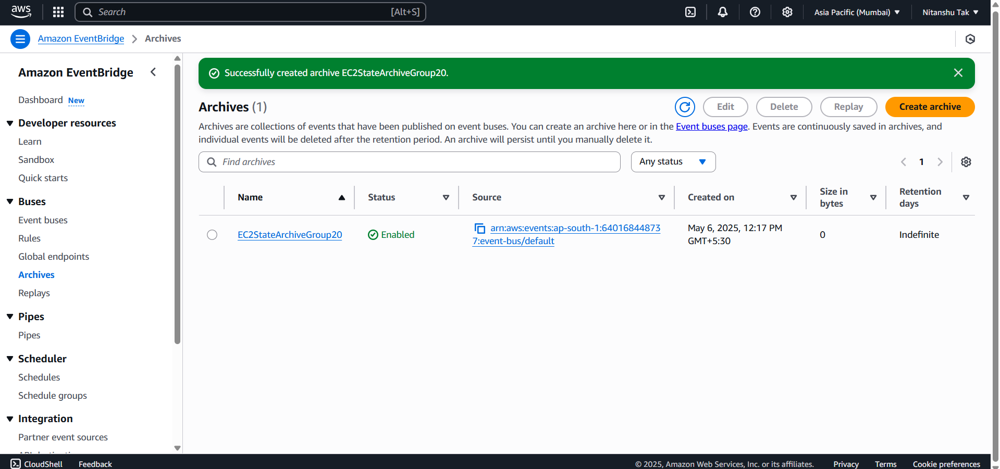 aws
Search [Alt+S]
Asia Pacific (Mumbai)
Nitanshu Tak
Amazon EventBridge
Archives
Amazon EventBridge
Dashboard New
Developer resources
Learn
Sandbox
Quick starts
Buses
Event buses
Rules
Global endpoints
Archives
Replays
Pipes
Pipes
Scheduler
Schedules
Schedule groups
Integration
Partner event sources
Successfully created archive EC2StateArchiveGroup20.
Archives (1)
Edit
Delete
Replay
Create archive
Archives are collections of events that have been published on event buses. You can create an archive here or in the Event buses page. Events are continuously saved in archives, and
individual events will be deleted after the retention period. An archive will persist until you manually delete it.
Find archives
Any status
1
Name
Status
Source
Created on
Size in
bytes
Retention
days
EC2StateArchiveGroup20
Enabled
arn:aws:events:ap-south-1:64016844873
7:event-bus/default
May 6, 2025, 12:17 PM
GMT+5:30
0
Indefinite
CloudShell
Feedback
© 2025, Amazon Web Services, Inc. or its affiliates.
Privacy
Terms
Cookie preferences